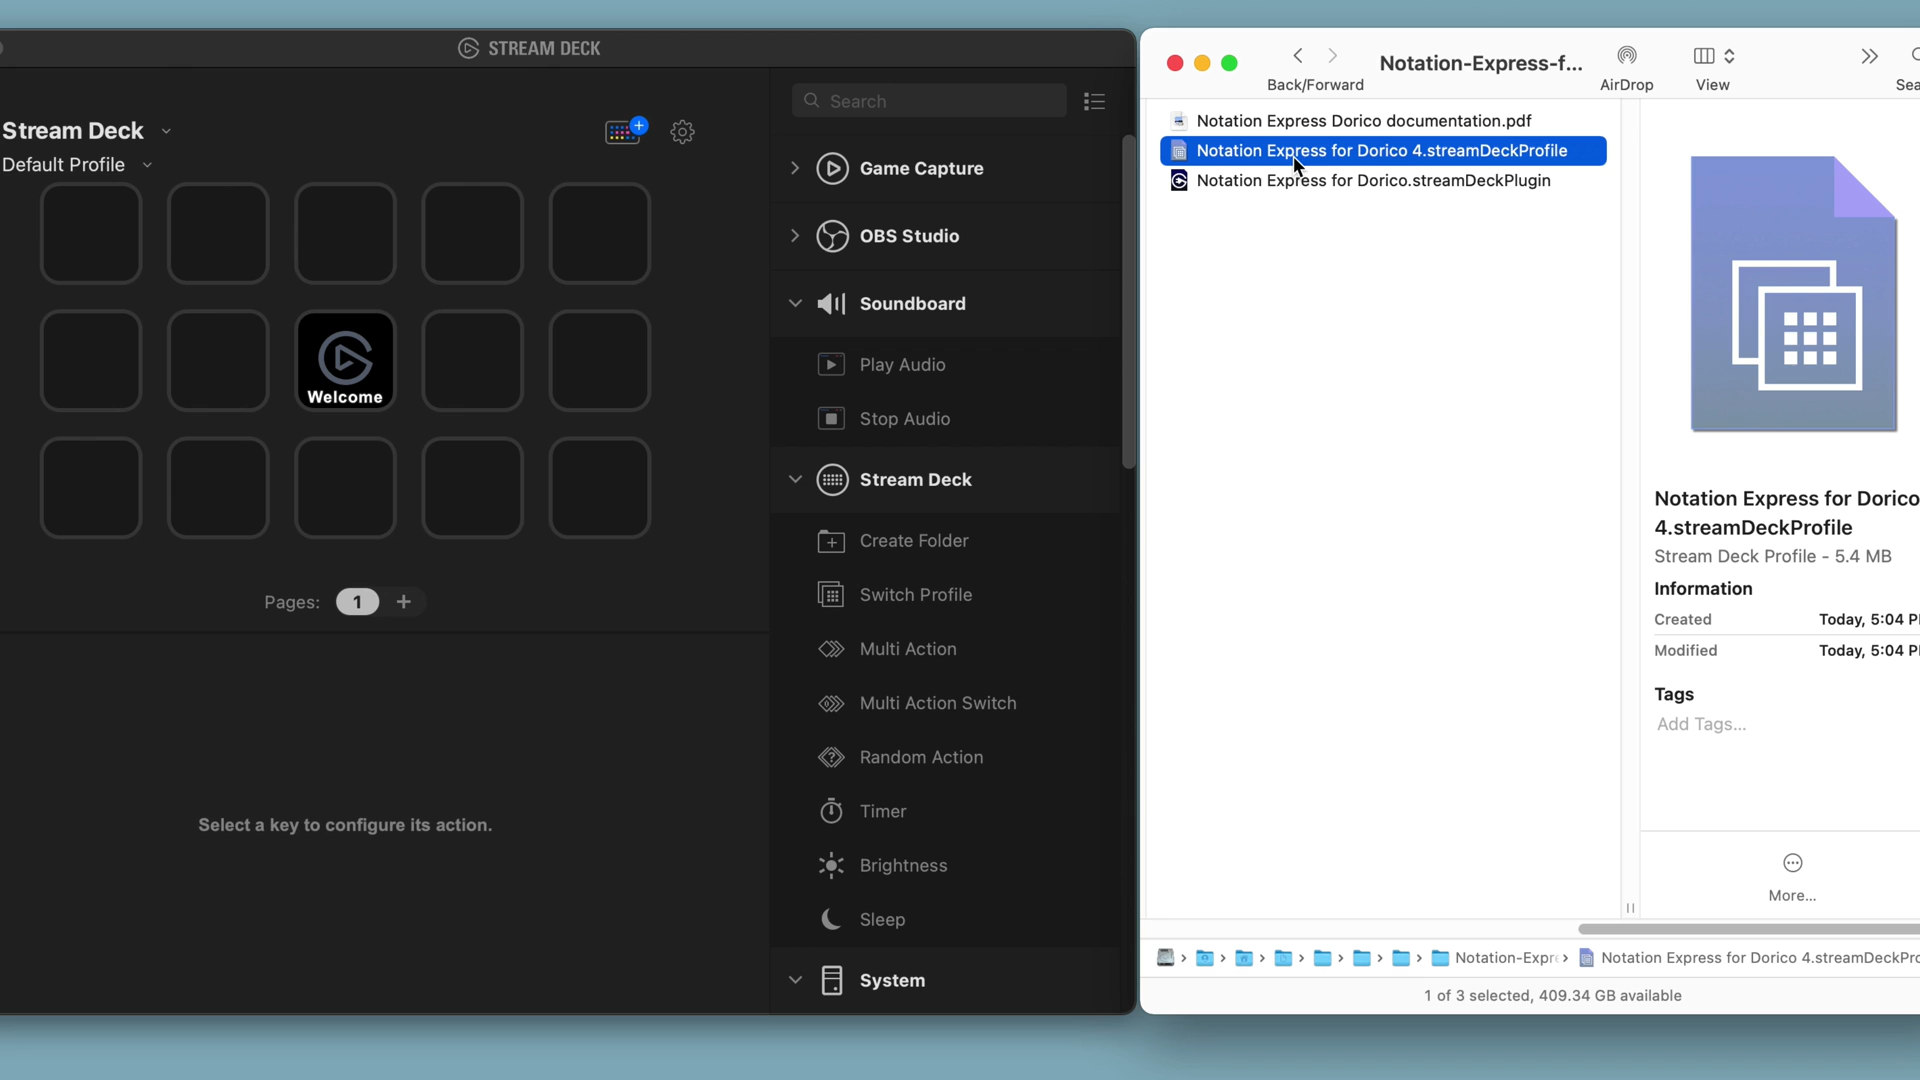 STREAM DECK
Stream Deck
Default Profile
Welcome
Pages: 1 +
Select a key to configure its action.
Search
Game Capture
OBS Studio
Soundboard
Play Audio
Stop Audio
Stream Deck
Create Folder
Switch Profile
Multi Action
Multi Action Switch
Random Action
Timer
Brightness
Sleep
System
Back/Forward
Notation-Express-f...
AirDrop
View
Sea
Notation Express Dorico documentation.pdf
Notation Express for Dorico 4.streamDeckProfile
Notation Express for Dorico.streamDeckPlugin
Notation Express for Dorico
4.streamDeckProfile
Stream Deck Profile - 5.4 MB
Information
Created Today, 5:04 P
Modified Today, 5:04 P
Tags
Add Tags...
More...
Notation-Expre Notation Express for Dorico 4.streamDeckPro
1 of 3 selected, 409.34 GB available